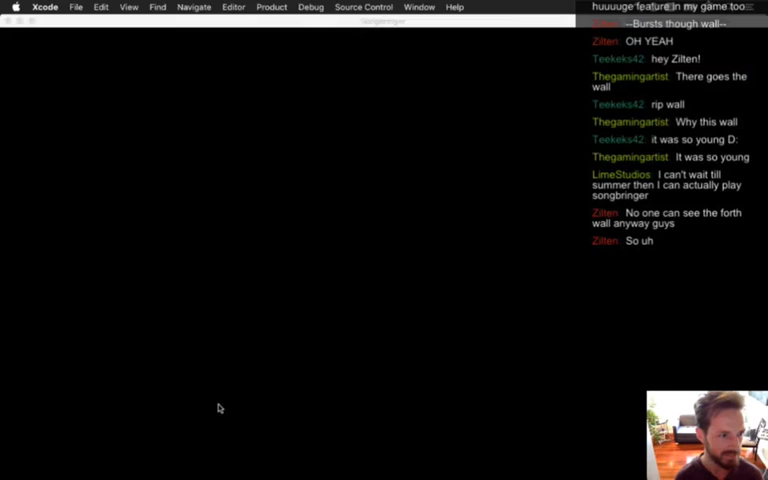 Xcode File Edit View Find Navigate Editor Product Debug Source Control Window Help
huuuuge feature in my game too
Zilten: --Bursts though wall--
Zilten: OH YEAH
Teekeks42: hey Zilten!
Thegamingartist: There goes the
wall
Teekeks42: rip wall
Thegamingartist: Why this wall
Teekeks42: it was so young D:
Thegamingartist: It was so young
LimeStudios: I can't wait till
summer then I can actually play
songbringer
Zilten: No one can see the forth
wall anyway guys
Zilten: So uh